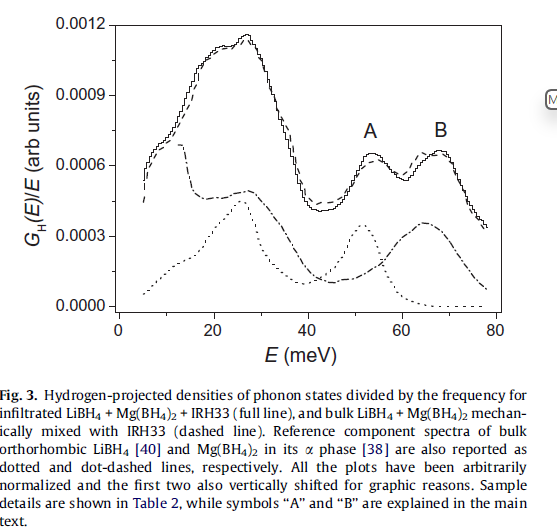 0.0012
0.0009
0.0006
0.0003
0.0000
G_H(E)/E (arb units)
A
B
0 20 40 60 80
E (meV)
M
Fig. 3. Hydrogen-projected densities of phonon states divided by the frequency for
infiltrated LiBH₄ + Mg(BH₄)₂ + IRH33 (full line), and bulk LiBH₄ + Mg(BH₄)₂ mechan-
ically mixed with IRH33 (dashed line). Reference component spectra of bulk
orthorhombic LiBH₄ [40] and Mg(BH₄)₂ in its α phase [38] are also reported as
dotted and dot-dashed lines, respectively. All the plots have been arbitrarily
normalized and the first two also vertically shifted for graphic reasons. Sample
details are shown in Table 2, while symbols “A” and “B” are explained in the main
text.